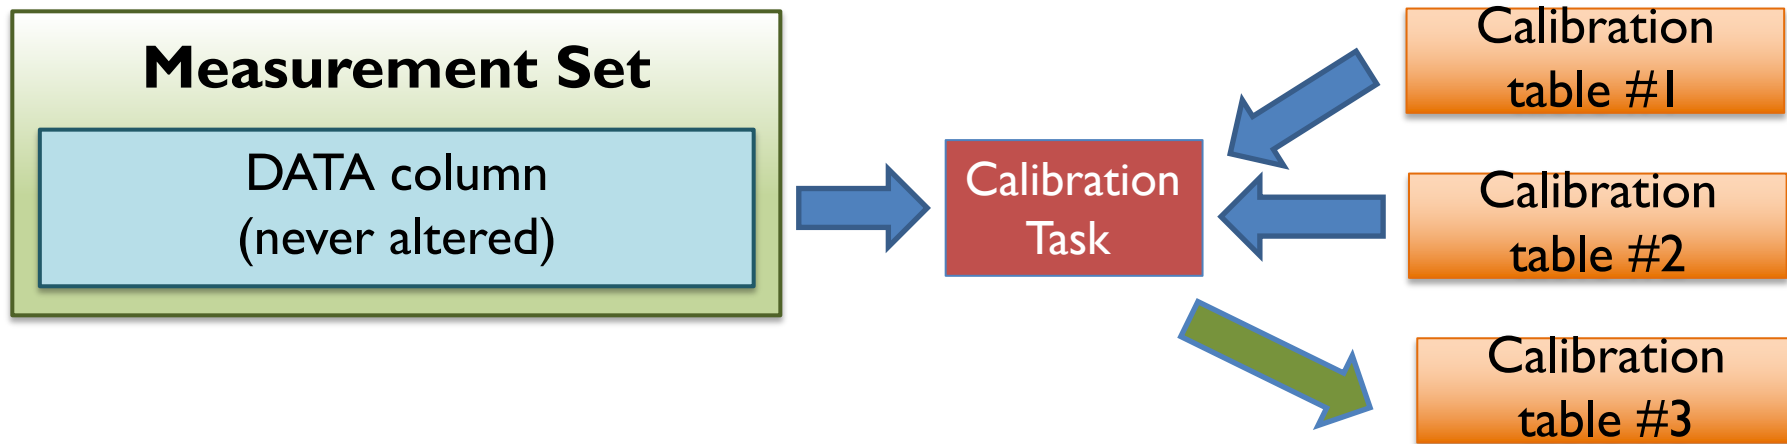 Measurement Set
DATA column
(never altered)
Calibration
Task
Calibration
table #1
Calibration
table #2
Calibration
table #3